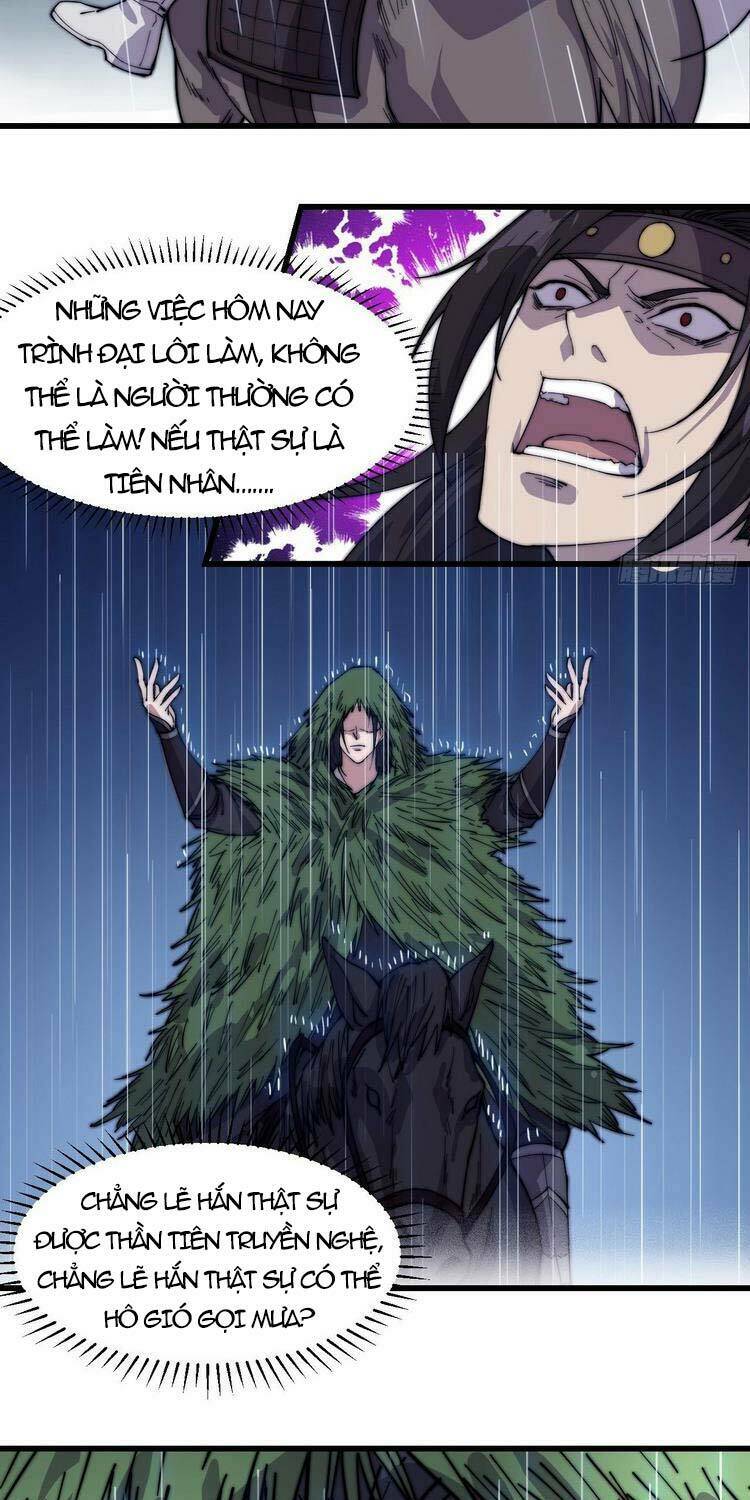 NHỮNG VIỆC HÔM NAY
TRÌNH ĐẠI LÔI LÀM, KHÔNG
THỂ LÀ NGƯỜI THƯỜNG CÓ
THỂ LÀM! NẾU THẬT SỰ LÀ
TIÊN NHÂN.......
CHẲNG LẼ HẮN THẬT SỰ
ĐƯỢC THẦN TIÊN TRUYỀN NGHỆ,
CHẲNG LẼ HẮN THẬT SỰ CÓ THỂ
HÔ GIÓ GỌI MƯA?